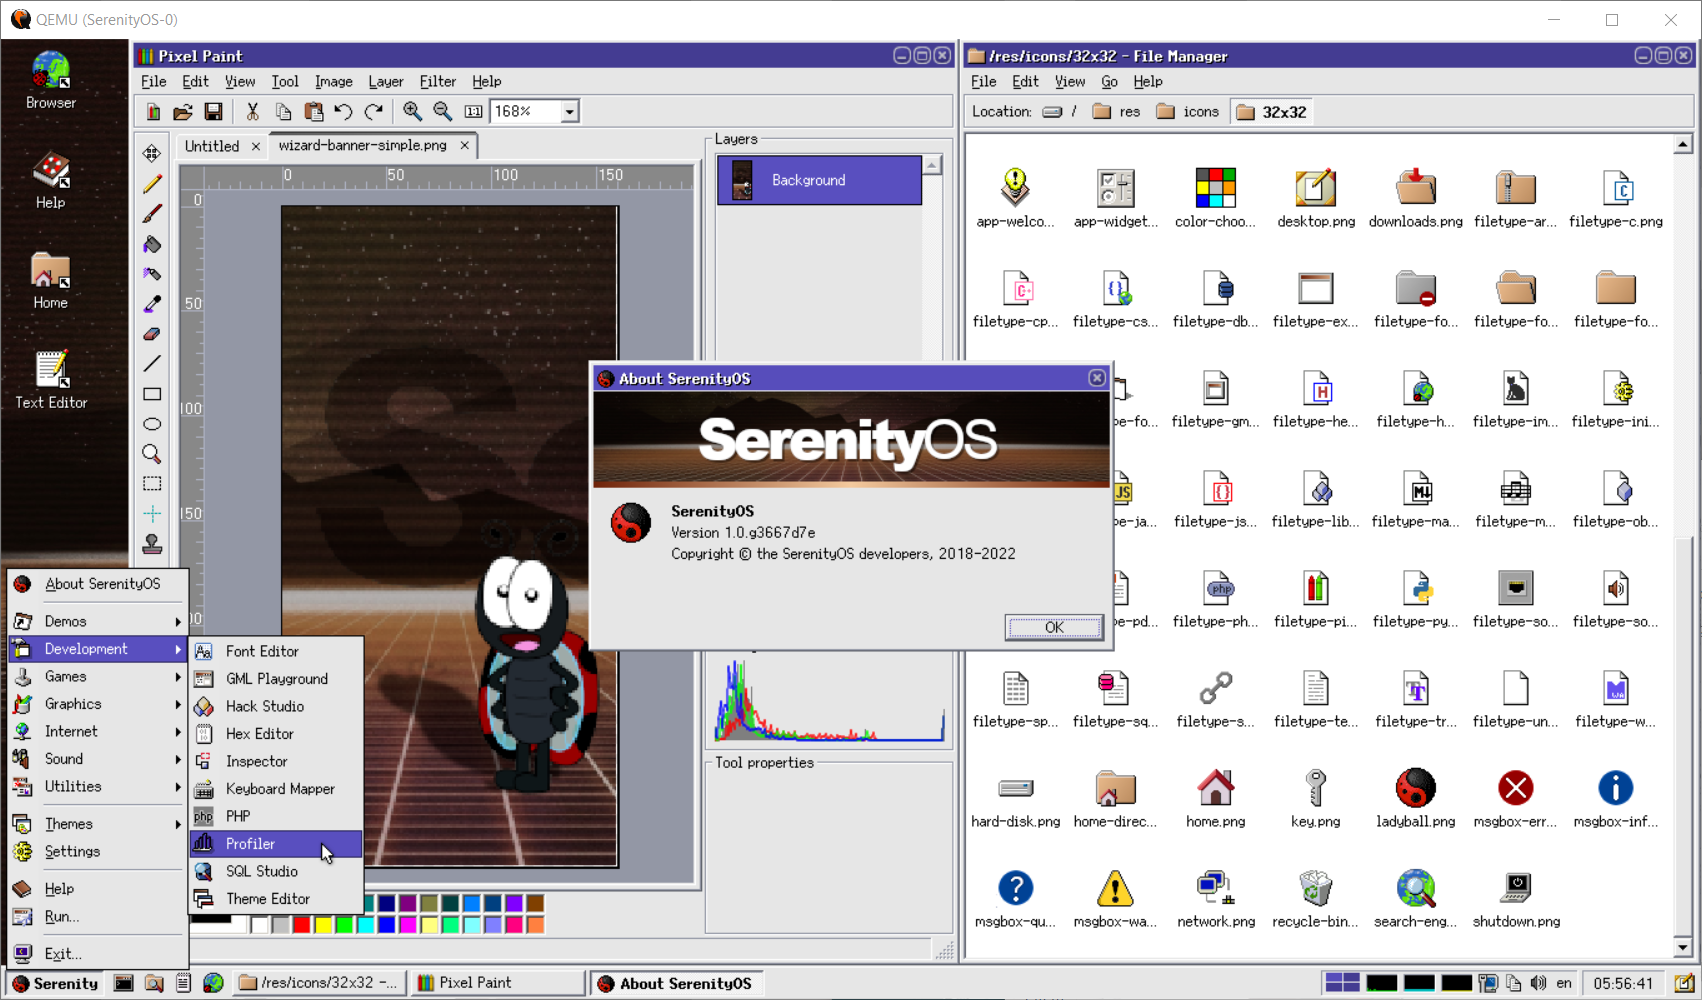 QEMU (SerenityOS-0)
Browser
Help
Home
Text Editor
Pixel Paint
File Edit View Tool Image Layer Filter Help
1:1 168%
Untitled
wizard-banner-simple.png
0 50 100 150
0
50
100
150
Layers
Background
Tool properties
/res/icons/32x32 - File Manager
File Edit View Go Help
Location: / res icons 32x32
app-welco... app-widget... color-choo... desktop.png downloads.png filetype-ar... filetype-c.png
filetype-cp... filetype-cs... filetype-db... filetype-ex... filetype-fo... filetype-fo... filetype-fo...
pe-fo... filetype-gm... filetype-he... filetype-h... filetype-im... filetype-ini...
pe-ja... filetype-js... filetype-lib... filetype-ma... filetype-m... filetype-ob...
pe-pd... filetype-ph... filetype-pi... filetype-py... filetype-so... filetype-so...
filetype-sp... filetype-sq... filetype-s... filetype-te... filetype-tr... filetype-un... filetype-w...
hard-disk.png home-direc... home.png key.png ladyball.png msgbox-err... msgbox-inf...
msgbox-qu... msgbox-wa... network.png recycle-bin... search-eng... shutdown.png
About SerenityOS
SerenityOS
SerenityOS
Version 1.0.g3667d7e
Copyright © the SerenityOS developers, 2018-2022
OK
About SerenityOS
Demos
Development
Games
Graphics
Internet
Sound
Utilities
Themes
Settings
Help
Run...
Exit...
Font Editor
GML Playground
Hack Studio
Hex Editor
Inspector
Keyboard Mapper
php PHP
Profiler
SQL Studio
Theme Editor
Serenity
/res/icons/32x32 -...
Pixel Paint
About SerenityOS
en
05:56:41